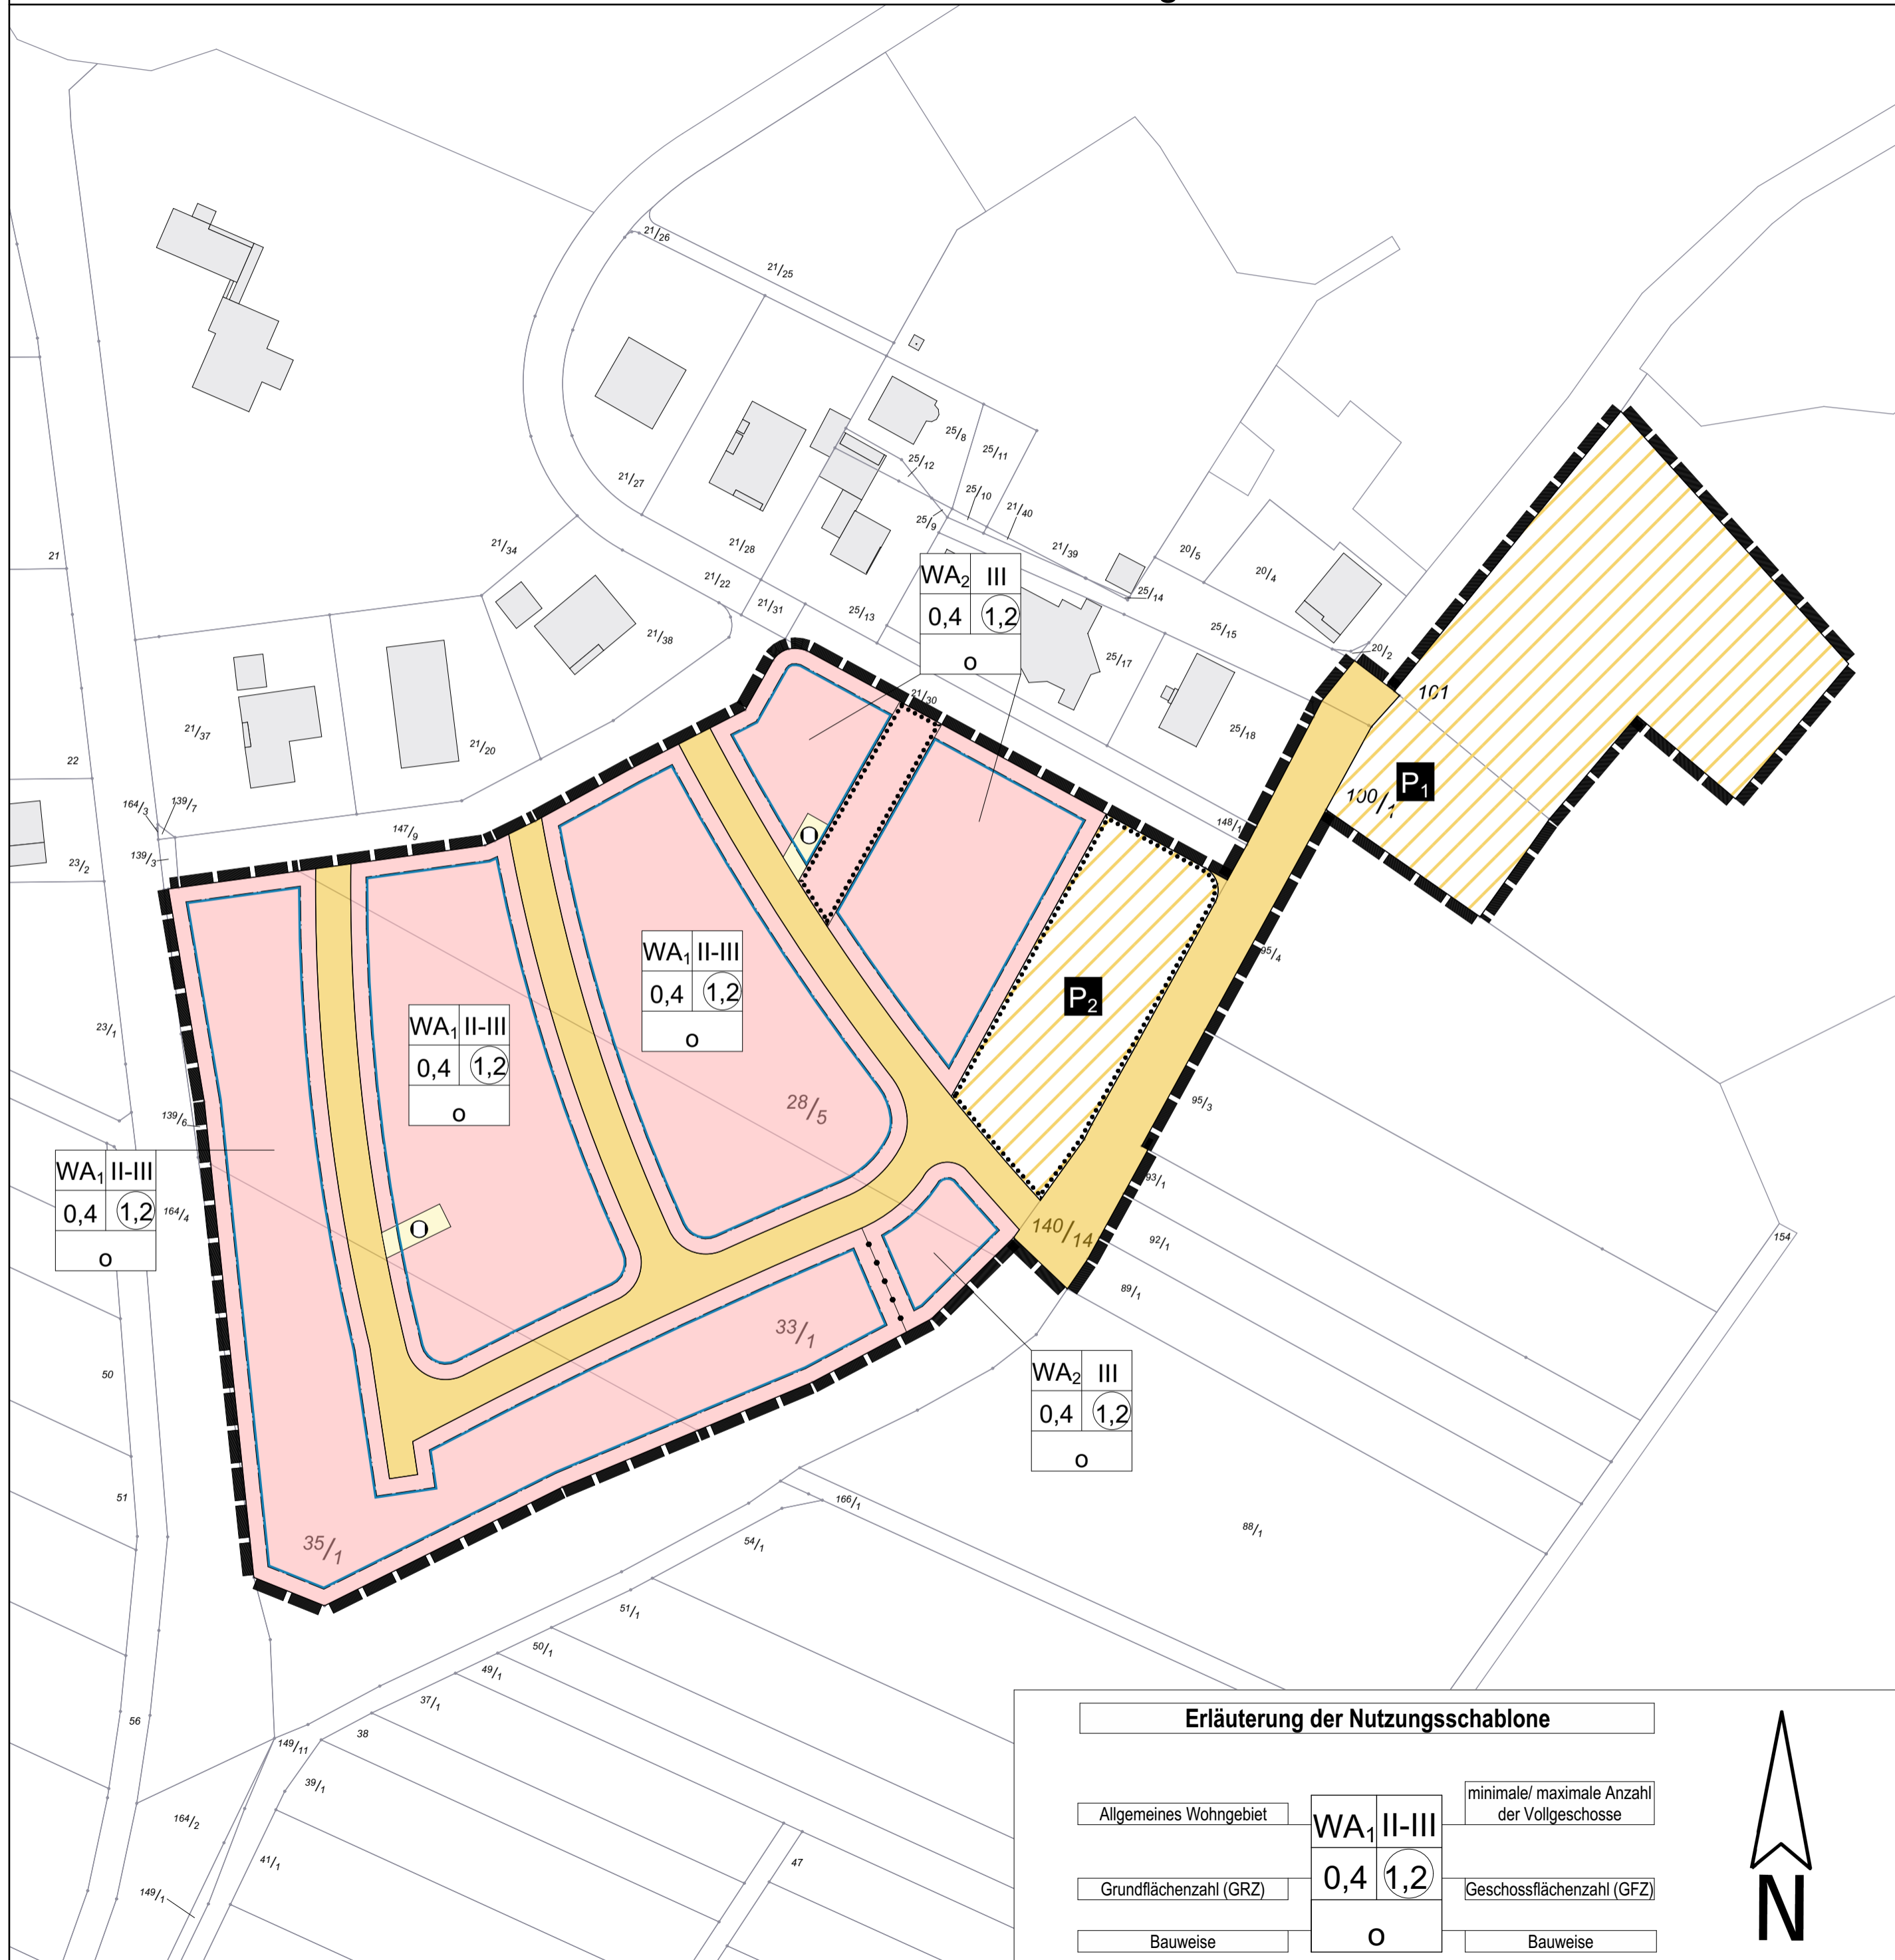 21/26
21/25
25/8
25/11
25/12
21/27
25/10
21/40
25/9
21
21/34
21/28
21/39
20/5
20/4
21/22
25/14
WA2 III
0,4 1,2
o
21/31
25/13
21/38
25/15
20/2
25/17
21/30
101
21/37
21/20
25/18
22
P1
100/1
164/3
139/7
147/9
148/1
O
139/3
23/2
WA1 II-III
0,4 1,2
o
95/4
P2
23/1
WA1 II-III
0,4 1,2
o
28/5
95/3
139/6
WA1 II-III
0,4 1,2
o
164/4
93/1
O
140/14
92/1
154
89/1
33/1
50
WA2 III
0,4 1,2
o
51
166/1
35/1
88/1
54/1
51/1
50/1
49/1
37/1
56
38
149/11
39/1
164/2
41/1
47
149/1
Erläuterung der Nutzungsschablone
Allgemeines Wohngebiet
WA1 II-III
minimale/ maximale Anzahl
der Vollgeschosse
Grundflächenzahl (GRZ)
0,4 1,2
Geschossflächenzahl (GFZ)
Bauweise
o
Bauweise
N